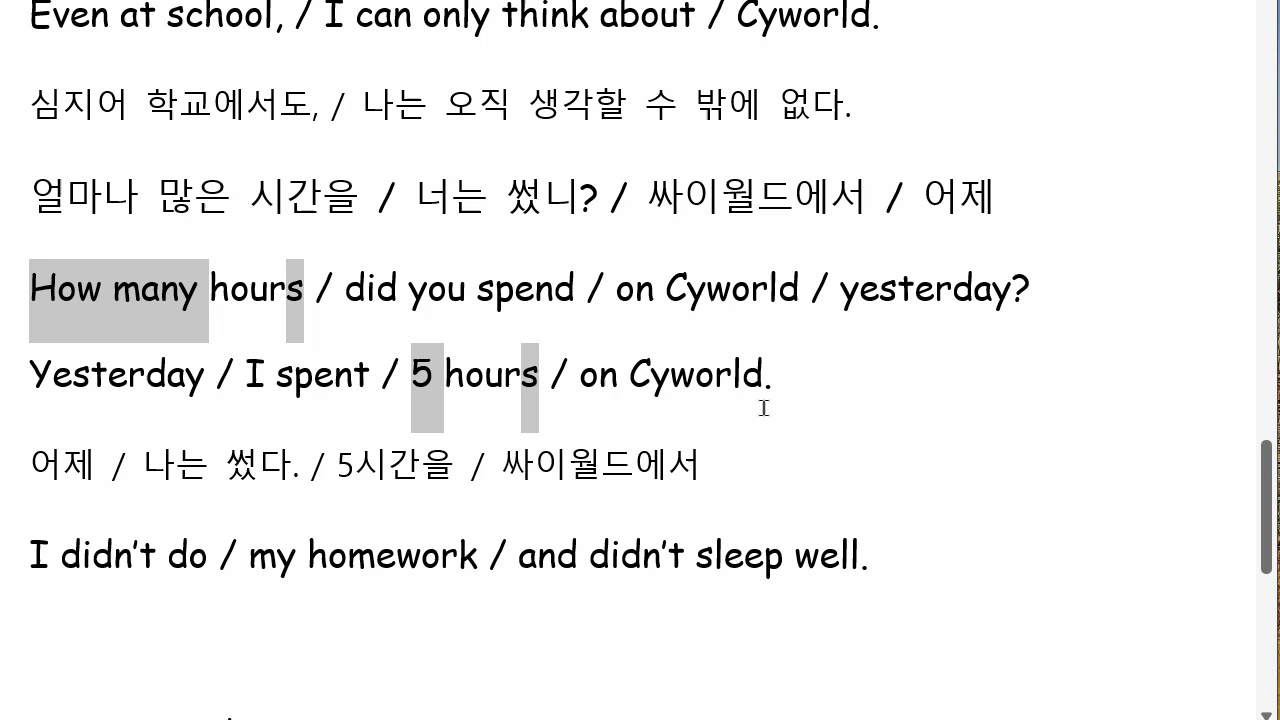 Even at school, / I can only think about / Cyworld.
심지어 학교에서도, / 나는 오직 생각할 수 밖에 없다.
얼마나 많은 시간을 / 너는 썼니? / 싸이월드에서 / 어제
How many hours / did you spend / on Cyworld / yesterday?
Yesterday / I spent / 5 hours / on Cyworld.
어제 / 나는 썼다. / 5시간을 / 싸이월드에서
I didn’t do / my homework / and didn’t sleep well.